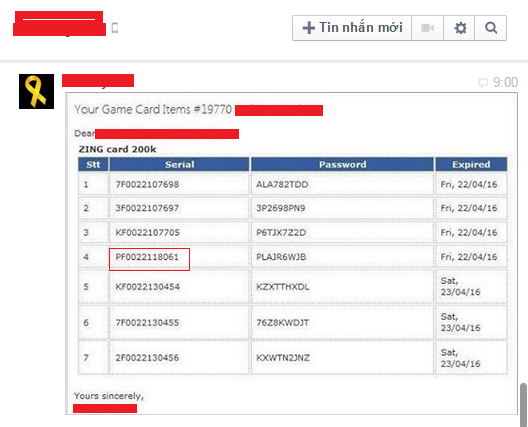 Tin nhắn mới
9:00
Your Game Card Items #19770
Dear
ZING card 200k
Stt Serial Password Expired
1 7F0022107698 ALA782TDD Fri, 22/04/16
2 3F0022107697 3P2698PN9 Fri, 22/04/16
3 KF0022107705 P6TJX7Z2D Fri, 22/04/16
4 PF0022118061 PLAJR6WJB Fri, 22/04/16
5 KF0022130454 KZXTTHXDL Sat,
23/04/16
6 7F0022130455 76Z8KWDJT Sat,
23/04/16
7 2F0022130456 KXWTN2JNZ Sat,
23/04/16
Yours sincerely,